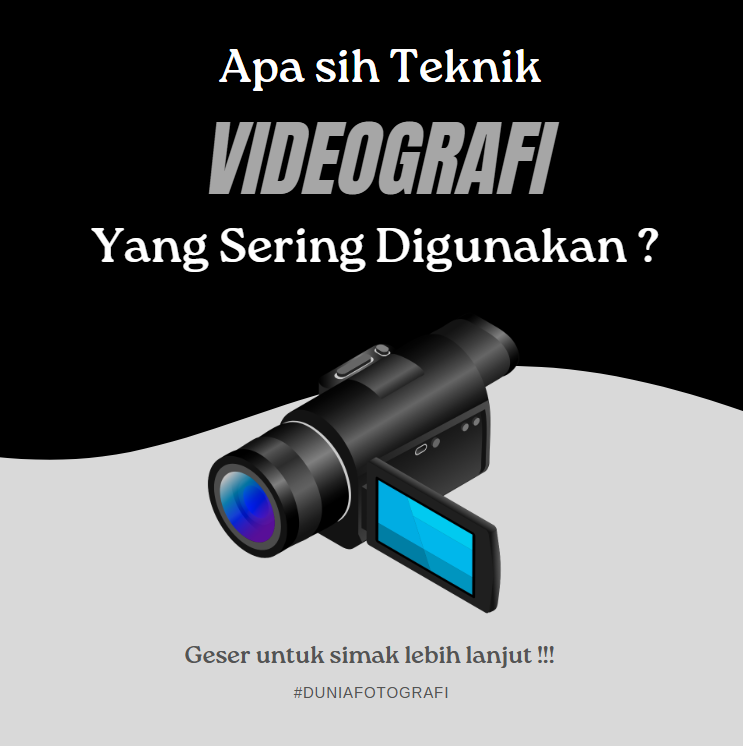 Apa sih Teknik
VIDEOGRAFI
Yang Sering Digunakan ?
Geser untuk simak lebih lanjut !!!
#DUNIAFOTOGRAFI